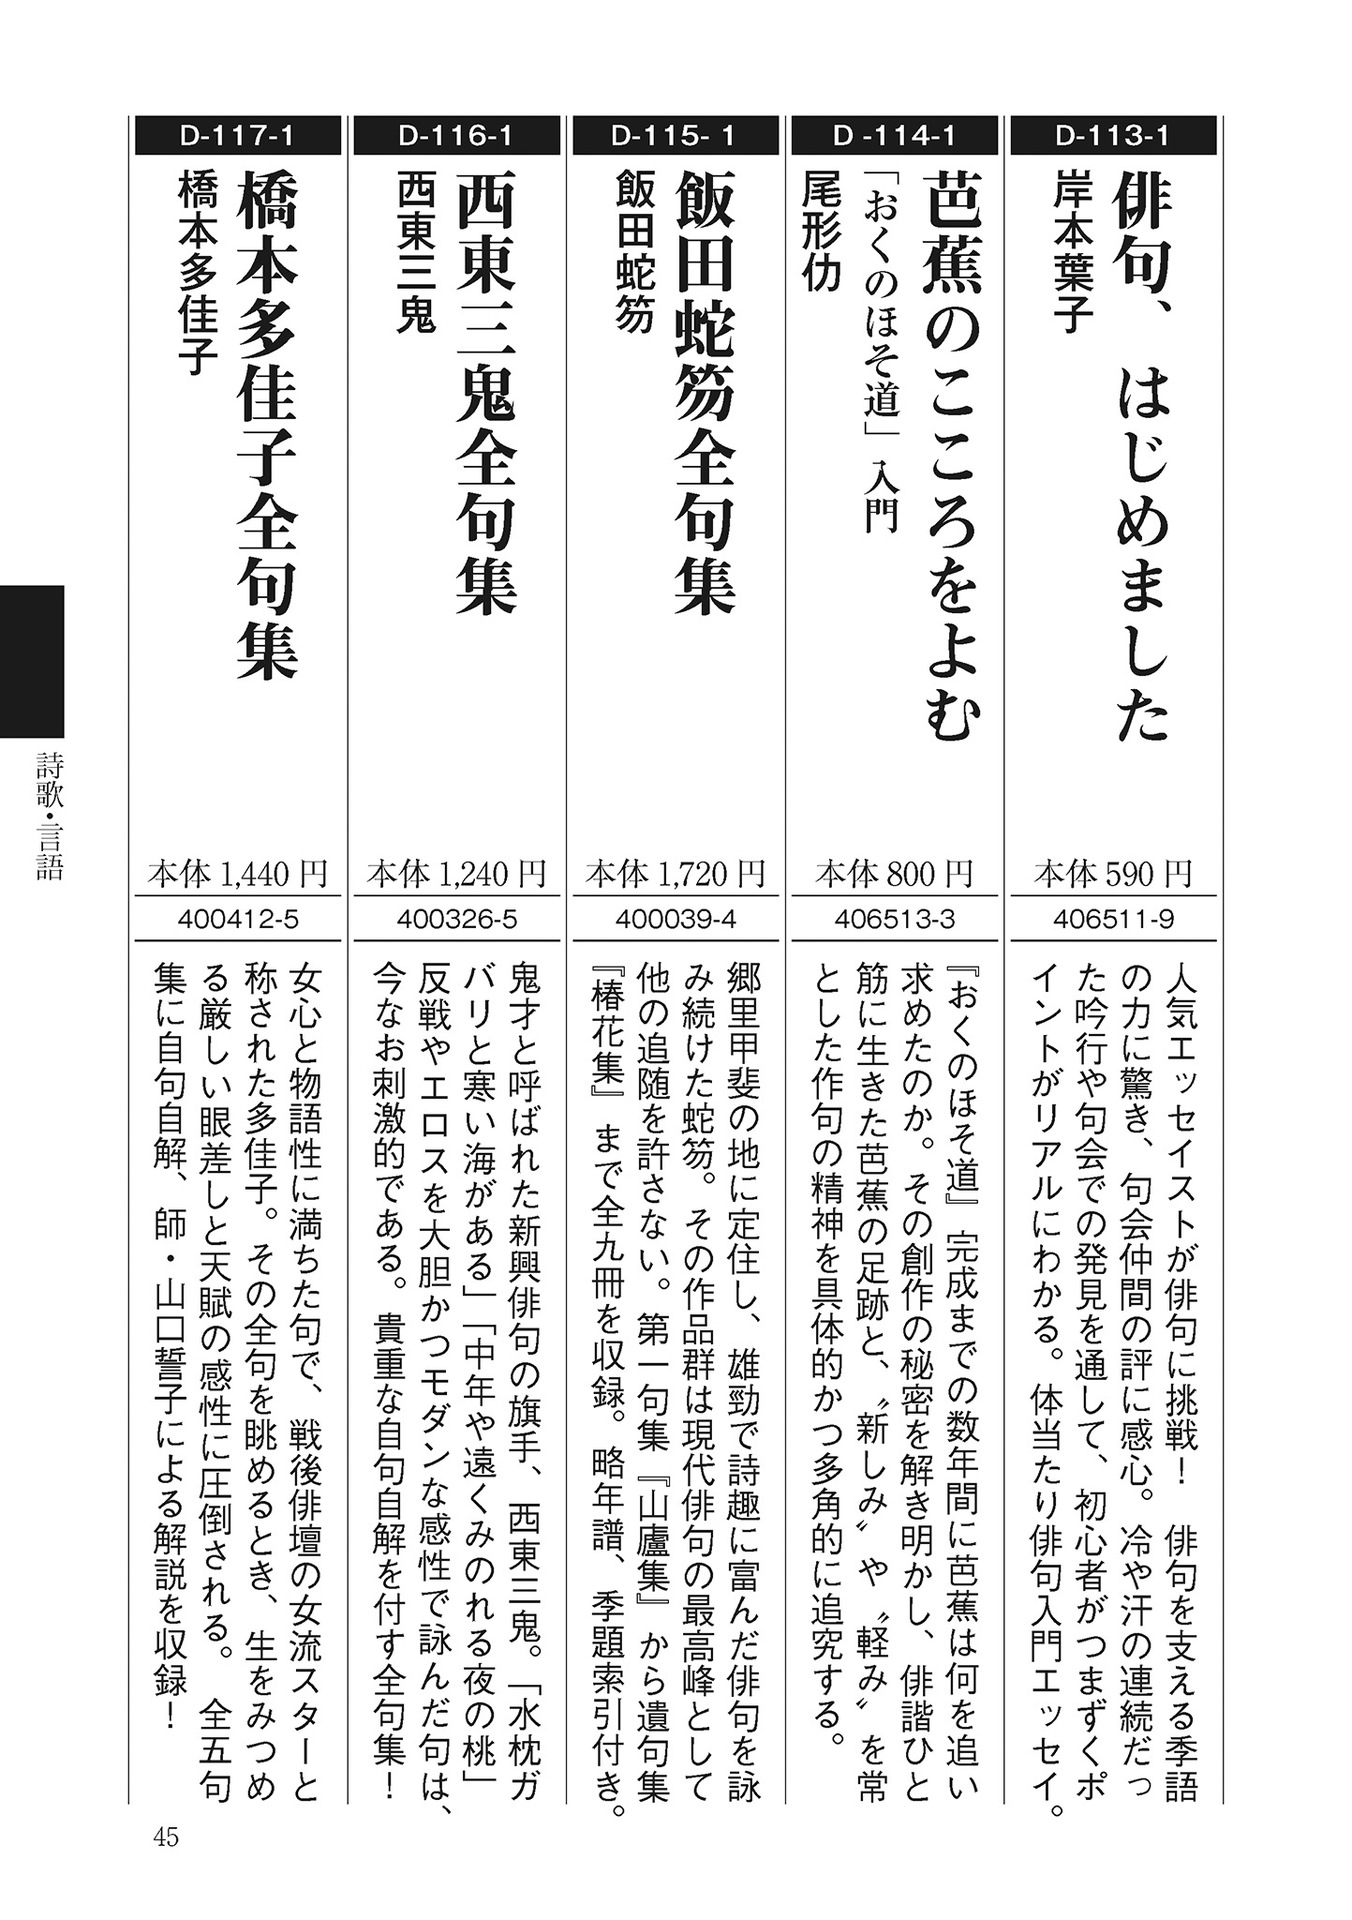 D-113-1
俳句、はじめました
岸本葉子
本体 590 円
406511-9
人気エッセイストが俳句に挑戦！　俳句を支える季語
の力に驚き、句会仲間の評に感心。冷や汗の連続だっ
た吟行や句会での発見を通して、初心者がつまずくポ
イントがリアルにわかる。体当たり俳句入門エッセイ。
D -114-1
芭蕉のこころをよむ
「おくのほそ道」入門
尾形仂
本体 800 円
406513-3
『おくのほそ道』完成までの数年間に芭蕉は何を追い
求めたのか。その創作の秘密を解き明かし、俳諧ひと
筋に生きた芭蕉の足跡と、〝新しみ〟や〝軽み〟を常
とした作句の精神を具体的かつ多角的に追究する。
D-115- 1
飯田蛇笏全句集
飯田蛇笏
本体 1,720 円
400039-4
郷里甲斐の地に定住し、雄勁で詩趣に富んだ俳句を詠
み続けた蛇笏。その作品群は現代俳句の最高峰として
他の追随を許さない。第一句集『山廬集』から遺句集
『椿花集』まで全九冊を収録。略年譜、季題索引付き。
D-116-1
西東三鬼全句集
西東三鬼
本体 1,240 円
400326-5
鬼才と呼ばれた新興俳句の旗手、西東三鬼。「水枕ガ
バリと寒い海がある」「中年や遠くみのれる夜の桃」
反戦やエロスを大胆かつモダンな感性で詠んだ句は、
今なお刺激的である。貴重な自句自解を付す全句集！
D-117-1
橋本多佳子全句集
橋本多佳子
本体 1,440 円
400412-5
女心と物語性に満ちた句で、戦後俳壇の女流スターと
称された多佳子。その全句を眺めるとき、生をみつめ
る厳しい眼差しと天賦の感性に圧倒される。全五句
集に自句自解、師・山口誓子による解説を収録！
詩歌・言語
45